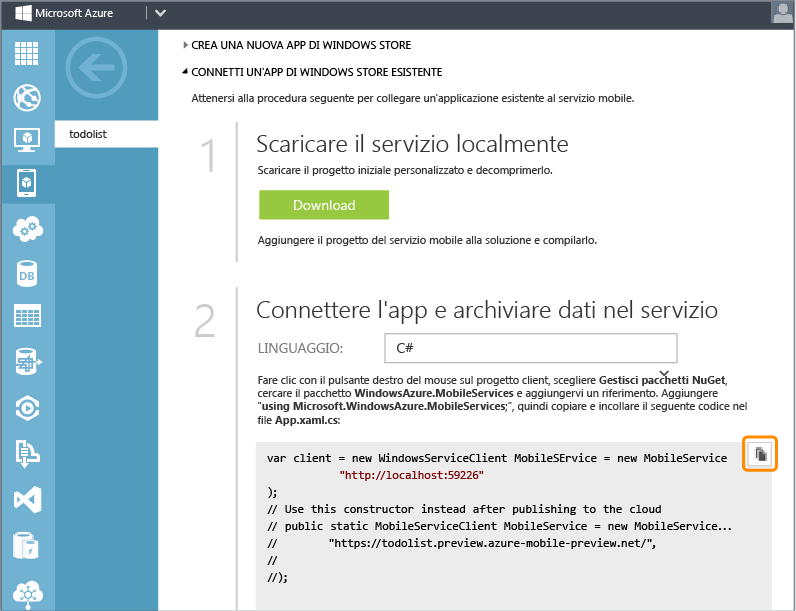 Microsoft Azure
CREA UNA NUOVA APP DI WINDOWS STORE
CONNETTI UN'APP DI WINDOWS STORE ESISTENTE
Attenersi alla procedura seguente per collegare un'applicazione esistente al servizio mobile.
todolist
1
Scaricare il servizio localmente
Scaricare il progetto iniziale personalizzato e decomprimerlo.
Download
Aggiungere il progetto del servizio mobile alla soluzione e compilarlo.
DB
2
Connettere l'app e archiviare dati nel servizio
LINGUAGGIO:
C#
Fare clic con il pulsante destro del mouse sul progetto client, scegliere Gestisci pacchetti NuGet,
cercare il pacchetto WindowsAzure.MobileServices e aggiungervi un riferimento. Aggiungere
"using Microsoft.WindowsAzure.MobileServices;", quindi copiare e incollare il seguente codice nel
file App.xaml.cs:
var client = new WindowsServiceClient MobileSErvice = new MobileService
"http://localhost:59226"
);
// Use this constructor instead after publishing to the cloud
// public static MobileServiceClient MobileService = new MobileService...
// "https://todolist.preview.azure-mobile-preview.net/",
//
//);